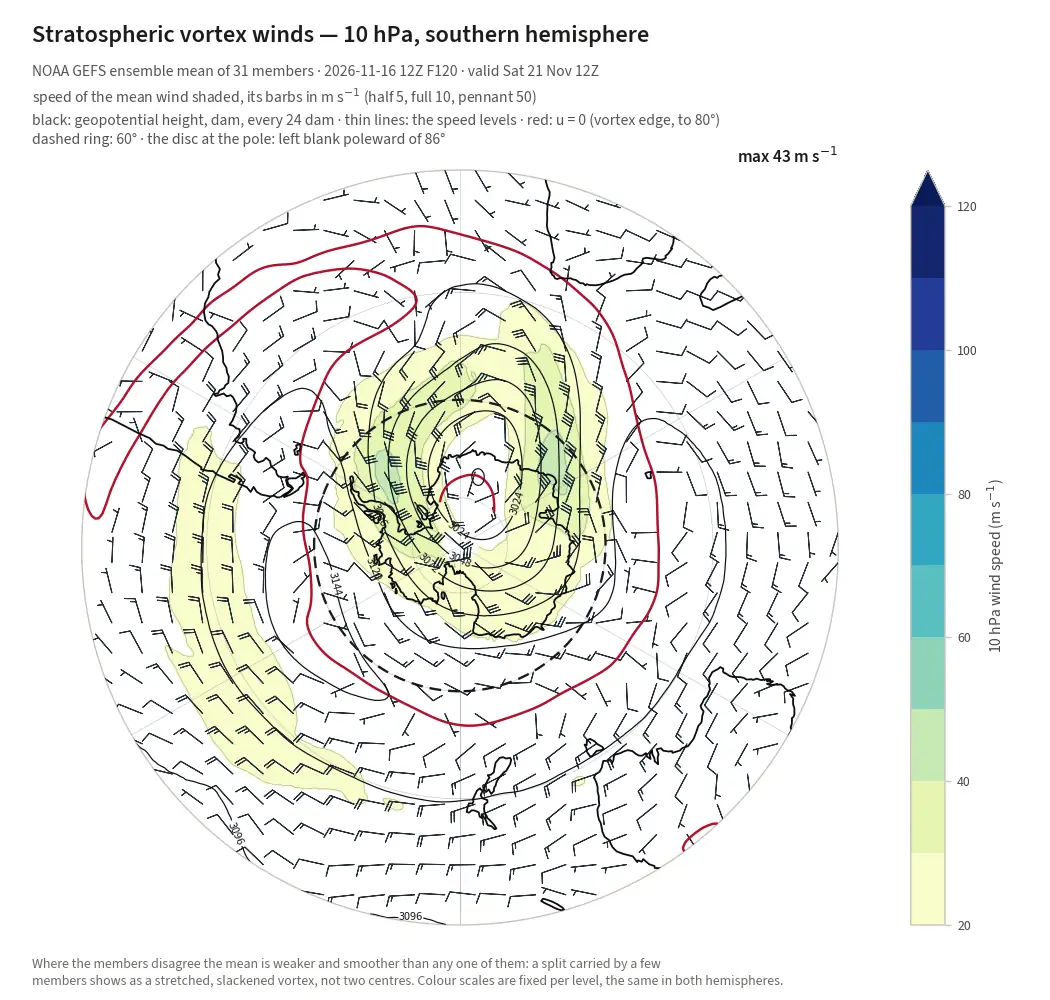 Stratospheric vortex winds — 10 hPa, southern hemisphere
NOAA GEFS ensemble mean of 31 members · 2026-11-16 12Z F120 · valid Sat 21 Nov 12Z
speed of the mean wind shaded, its barbs in m s⁻¹ (half 5, full 10, pennant 50)
black: geopotential height, dam, every 24 dam · thin lines: the speed levels · red: u = 0 (vortex edge, to 80°)
dashed ring: 60° · the disc at the pole: left blank poleward of 86°
max 43 m s⁻¹
120
100
80
60
40
20
10 hPa wind speed (m s⁻¹)
3024
3048
3144
3096
3096
Where the members disagree the mean is weaker and smoother than any one of them: a split carried by a few
members shows as a stretched, slackened vortex, not two centres. Colour scales are fixed per level, the same in both hemispheres.